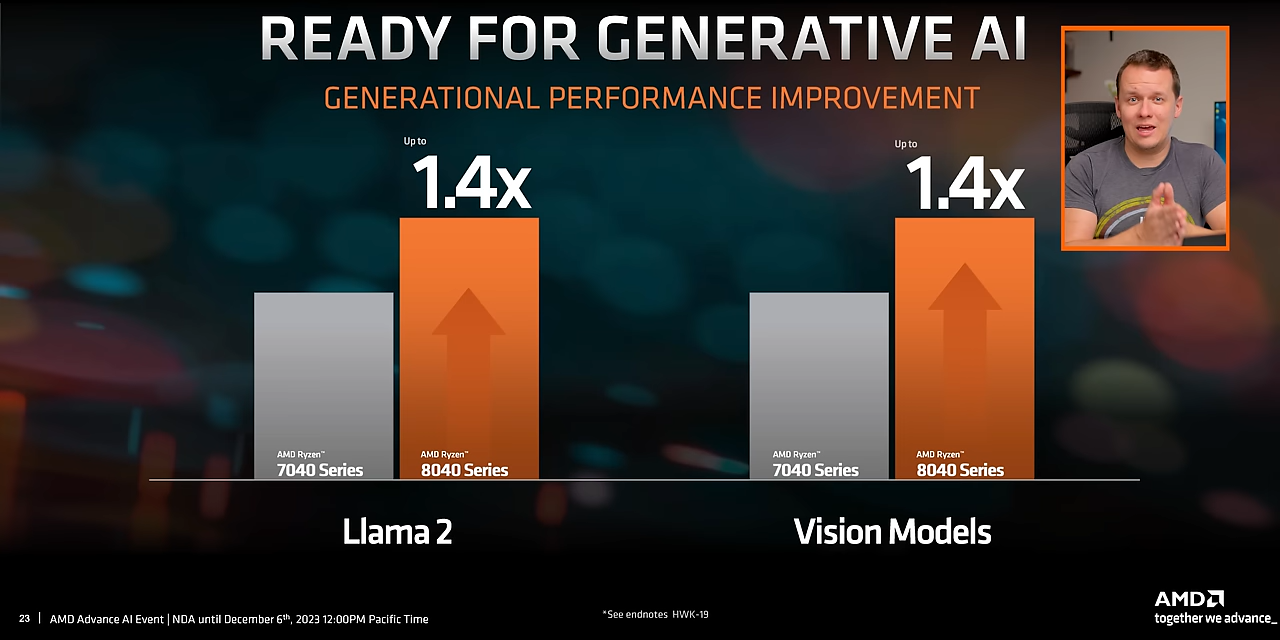 READY FOR GENERATIVE AI
GENERATIONAL PERFORMANCE IMPROVEMENT
Up to
1.4x
AMD Ryzen™
7040 Series
AMD Ryzen™
8040 Series
Llama 2
Up to
1.4x
AMD Ryzen™
7040 Series
AMD Ryzen™
8040 Series
Vision Models
23 | AMD Advance AI Event | NDA until December 6th, 2023 12:00PM Pacific Time
*See endnotes HWK-19
AMD
together we advance_